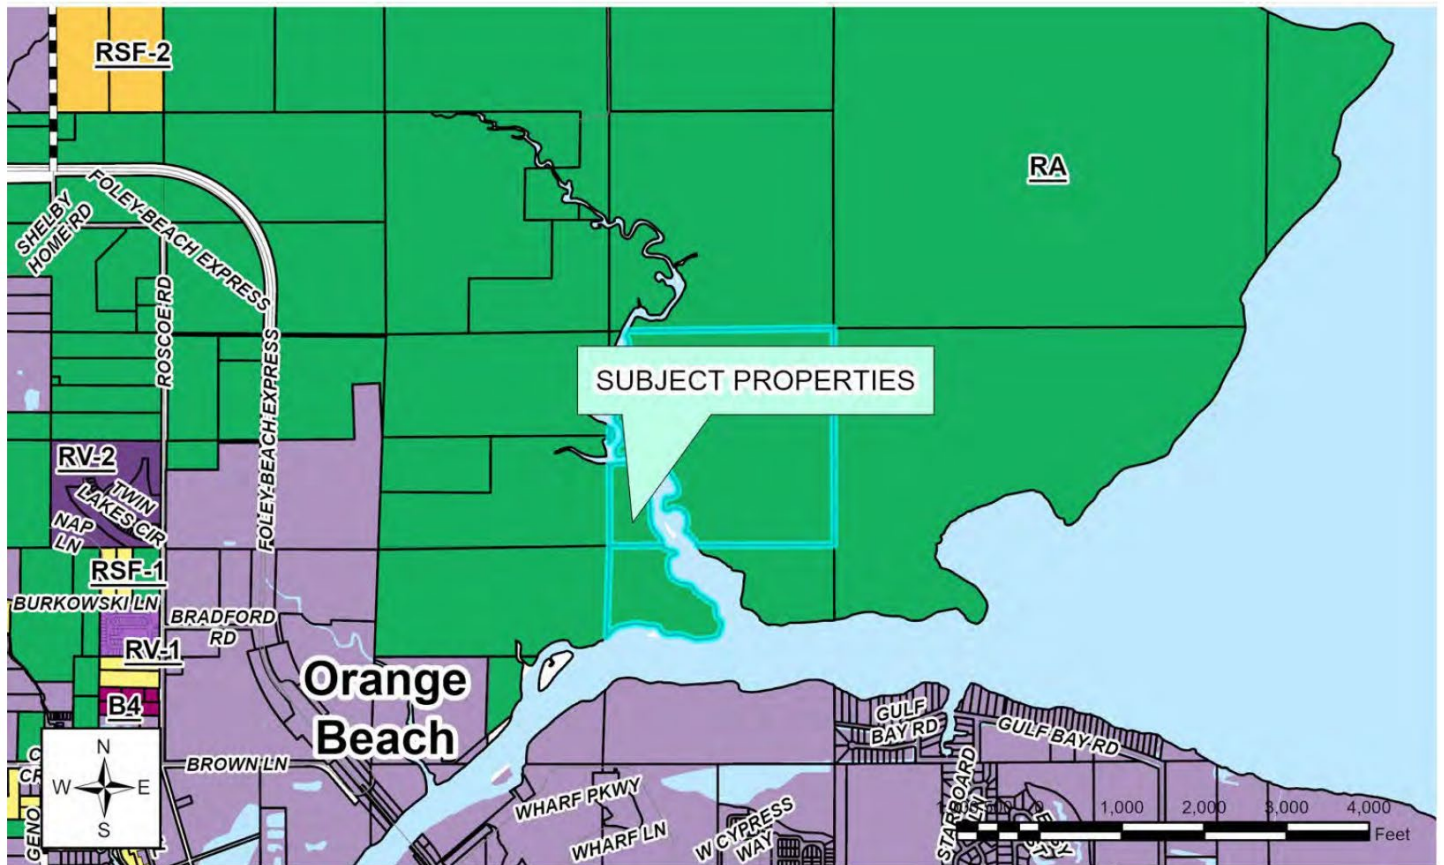 RSF-2
RA
SHELBY
HOME RD
FOLEY-BEACH EXPRESS
ROSCOE RD
FOLEY-BEACH EXPRESS
SUBJECT PROPERTIES
RV-2
TWIN
LAKES CIR
NAP
LN
RSF-1
BURKOWSKI LN
BRADFORD
RD
RV-1
B4
Orange
Beach
GULF
BAY RD
GULF BAY RD
BROWN LN
WHARF PKWY
WHARF LN
W CYPRESS
WAY
STARBOARD
N
W
E
S
0
1,000
2,000
3,000
4,000
Feet